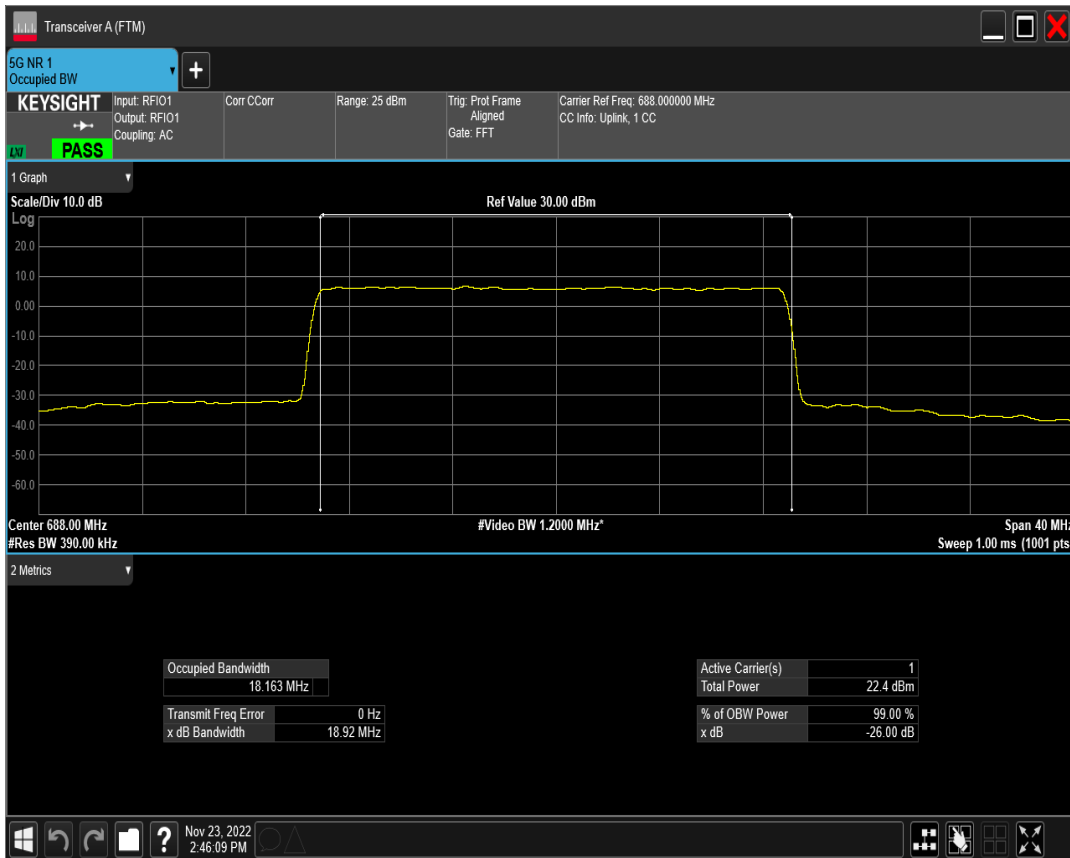 Transceiver A (FTM)
5G NR 1
Occupied BW
+
KEYSIGHT
LXI
PASS
Input: RFIO1
Output: RFIO1
Coupling: AC
Corr CCorr
Range: 25 dBm
Trig: Prot Frame
Aligned
Gate: FFT
Carrier Ref Freq: 688.000000 MHz
CC Info: Uplink, 1 CC
1 Graph
Scale/Div 10.0 dB
Ref Value 30.00 dBm
Log
20.0
10.0
0.00
-10.0
-20.0
-30.0
-40.0
-50.0
-60.0
Center 688.00 MHz
#Video BW 1.2000 MHz*
Span 40 MHz
#Res BW 390.00 kHz
Sweep 1.00 ms (1001 pts
2 Metrics
Occupied Bandwidth
18.163 MHz
Transmit Freq Error 0 Hz
x dB Bandwidth 18.92 MHz
Active Carrier(s) 1
Total Power 22.4 dBm
% of OBW Power 99.00 %
x dB -26.00 dB
?
Nov 23, 2022
2:46:09 PM